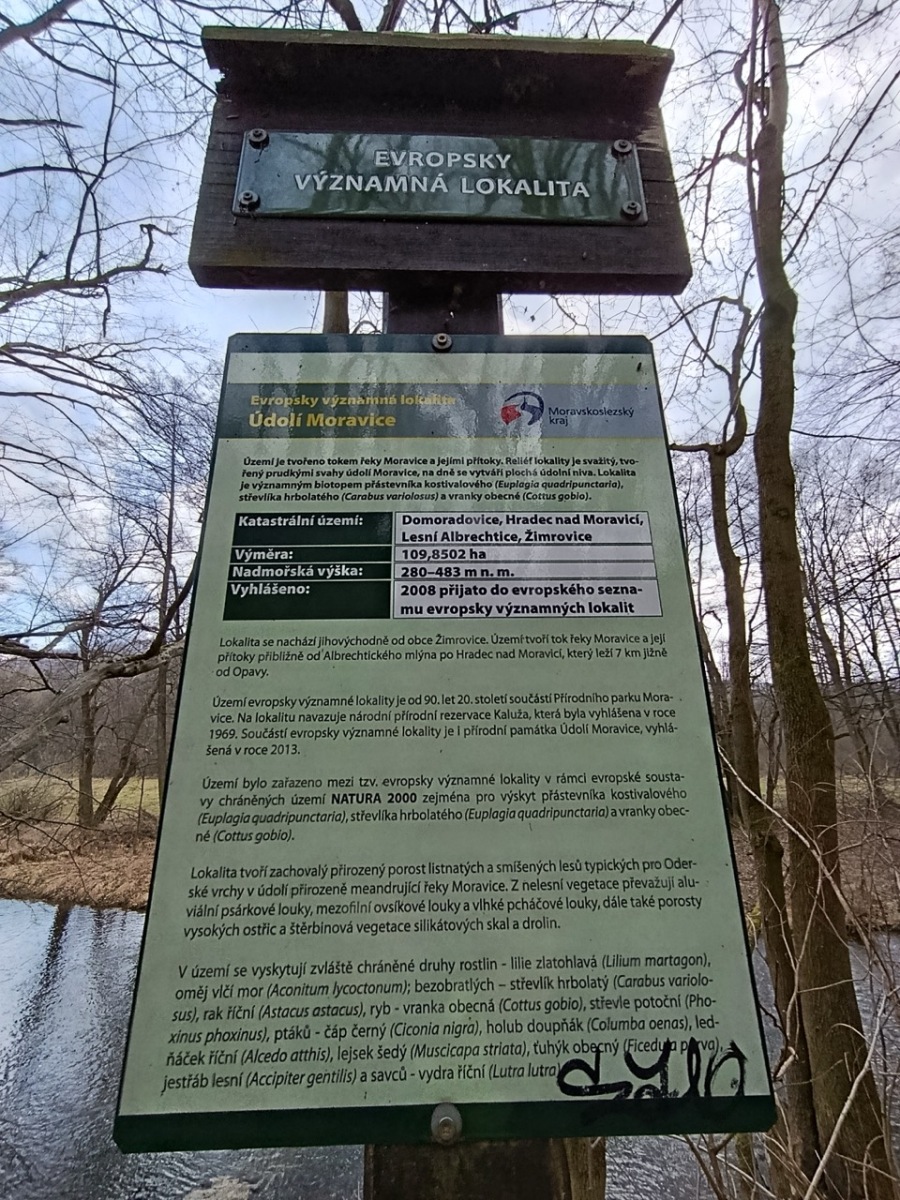 EVROPSKY
VÝZNAMNÁ LOKALITA
Evropsky významná lokalita
Údolí Moravice
Moravskoslezský
kraj
Území je tvořeno tokem řeky Moravice a jejími přítoky. Reliéf lokality je svažitý, tvo-
řený prudkými svahy údolí Moravice, na dně se vytváří plochá údolní niva. Lokalita
je významným biotopem přástevníka kostivalového (Euplagia quadripunctaria),
střevlíka hrbolatého (Carabus variolosus) a vranky obecné (Cottus gobio).
Katastrální území: Domoradovice, Hradec nad Moravicí,
Lesní Albrechtice, Žimrovice
Výměra: 109,8502 ha
Nadmořská výška: 280–483 m n. m.
Vyhlášeno: 2008 přijato do evropského sezna-
mu evropsky významných lokalit
Lokalita se nachází jihovýchodně od obce Žimrovice. Území tvoří tok řeky Moravice a její
přítoky přibližně od Albrechtického mlýna po Hradec nad Moravicí, který leží 7 km jižně
od Opavy.
Území evropsky významné lokality je od 90. let 20. století součástí Přírodního parku Mora-
vice. Na lokalitu navazuje národní přírodní rezervace Kaluža, která byla vyhlášena v roce
1969. Součástí evropsky významné lokality je I přírodní památka Údolí Moravice, vyhlá-
šená v roce 2013.
Území bylo zařazeno mezi tzv. evropsky významné lokality v rámci evropské sousta-
vy chráněných území NATURA 2000 zejména pro výskyt přástevníka kostivalového
(Euplagia quadripunctaria), střevlíka hrbolatého (Euplagia quadripunctaria) a vranky obec-
né (Cottus gobio).
Lokalita tvoří zachovalý přirozený porost listnatých a smíšených lesů typických pro Oder-
ské vrchy v údolí přirozeně meandrující řeky Moravice. Z nelesní vegetace převažují alu-
viální psárkové louky, mezofilní ovsíkové louky a vlhké pcháčové louky, dále také porosty
vysokých ostřic a štěrbinová vegetace silikátových skal a drolin.
V území se vyskytují zvláště chráněné druhy rostlin - lilie zlatohlavá (Lilium martagon),
oměj vlčí mor (Aconitum lycoctonum); bezobratlých – střevlík hrbolatý (Carabus variolo-
sus), rak říční (Astacus astacus), ryb - vranka obecná (Cottus gobio), střevle potoční (Pho-
xinus phoxinus), ptáků - čáp černý (Ciconia nigra), holub doupňák (Columba oenas), led-
ňáček říční (Alcedo atthis), lejsek šedý (Muscicapa striata), ťuhýk obecný (Ficedula parva),
jestřáb lesní (Accipiter gentilis) a savců - vydra říční (Lutra lutra)